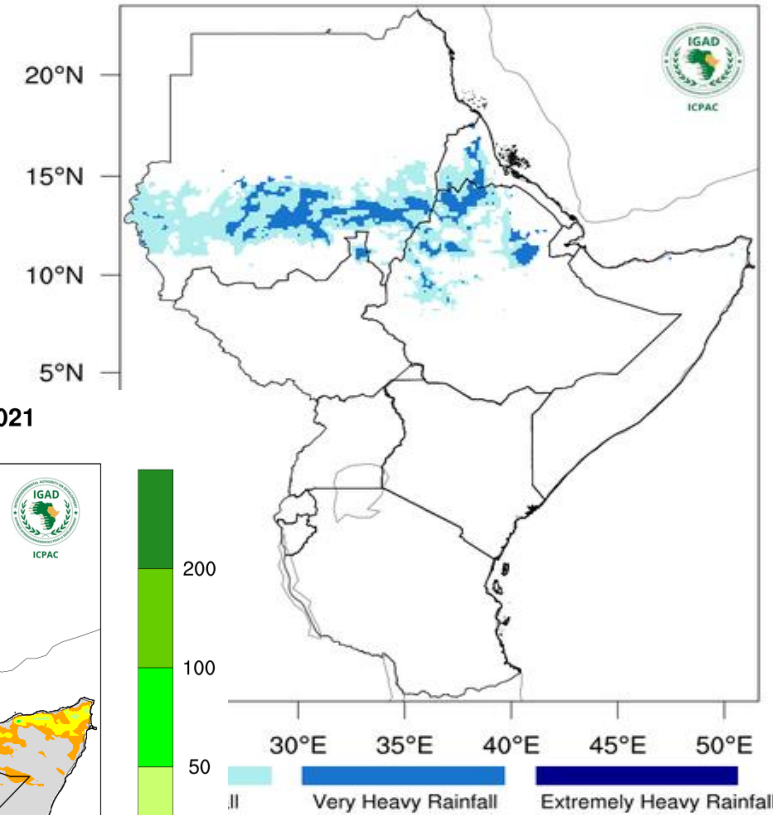 20°N
IGAD
ICPAC
15°N
10°N
5°N
021
IGAD
ICPAC
200
100
50
30°E 35°E 40°E 45°E 50°E
ll Very Heavy Rainfall Extremely Heavy Rainfall